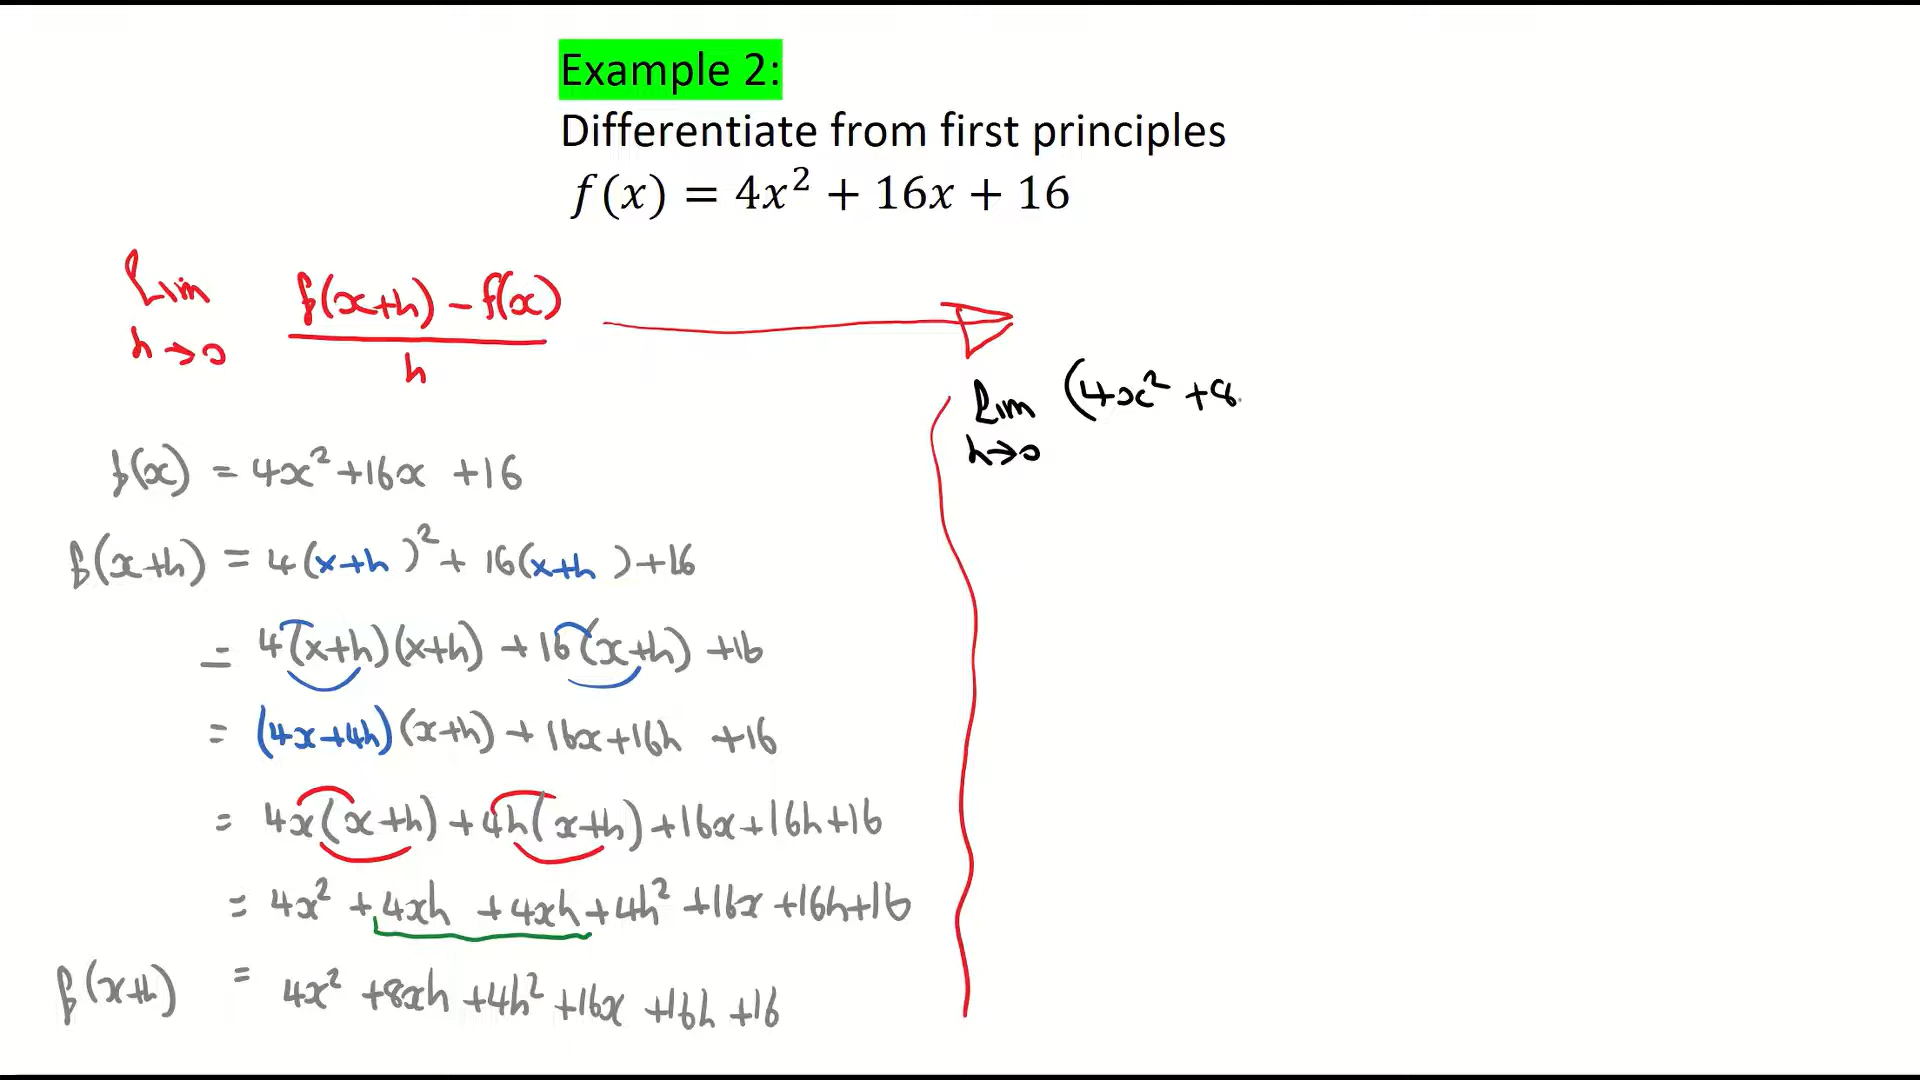 Example 2:
Differentiate from first principles
f(x) = 4x² + 16x + 16
Lim h→0 f(x+h) - f(x) / h
Lim h→0 (4x² +8
f(x) = 4x² +16x +16
f(x+h) = 4(x+h)² + 16(x+h) +16
= 4(x+h)(x+h) + 16(x+h) +16
= (4x+4h)(x+h) + 16x+16h +16
= 4x(x+h) + 4h(x+h) +16x+16h+16
= 4x² +4xh +4xh +4h² +16x +16h+16
f(x+h) = 4x² +8xh +4h² +16x +16h +16